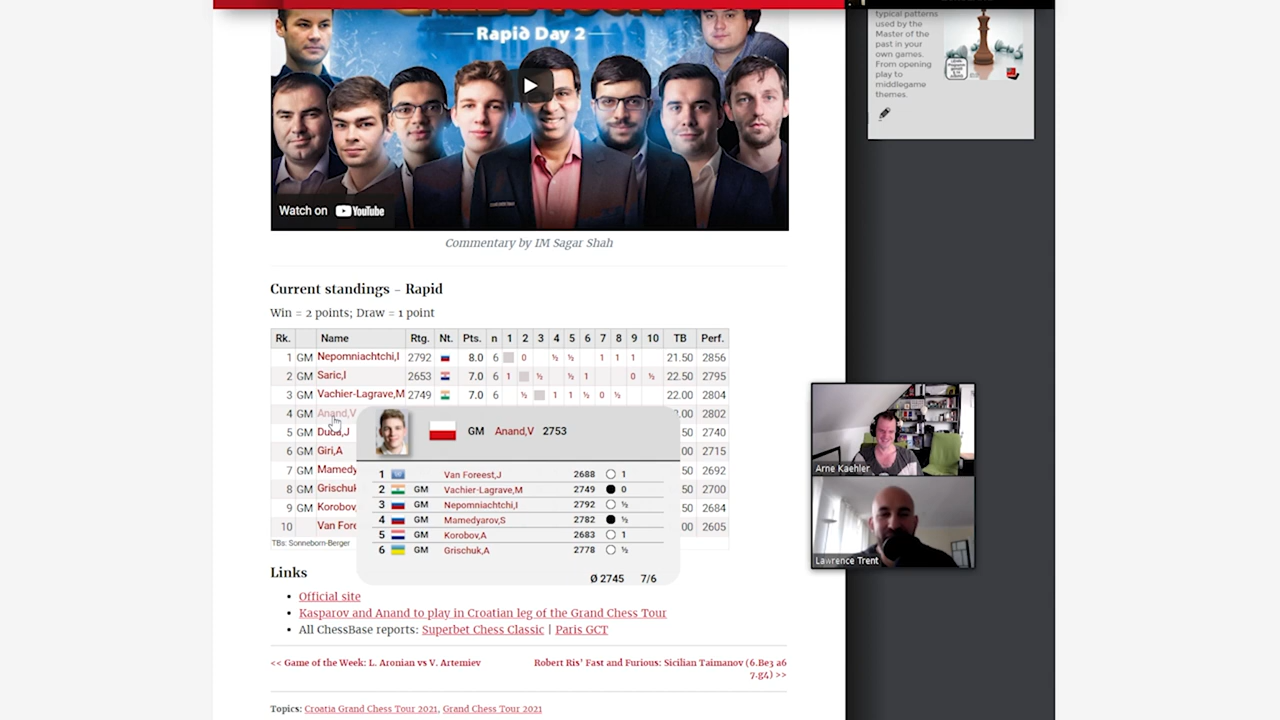 typical patterns
used by the
Master of the
past in your
own games.
From opening
play to
middlegame
themes.
Rapid Day 2
Watch on YouTube
Commentary by IM Sagar Shah
Current standings – Rapid
Win = 2 points; Draw = 1 point
Rk. Name Rtg. Nt. Pts. n 1 2 3 4 5 6 7 8 9 10 TB Perf.
1 GM Nepomniachtchi,I 2792 8.0 6 0 ½ ½ 1 1 1 21.50 2856
2 GM Saric,I 2653 7.0 6 1 ½ ½ 1 0 ½ 22.50 2795
3 GM Vachier-Lagrave,M 2749 7.0 6 ½ 1 1 ½ 0 ½ 22.00 2804
4 GM Anand,V .00 2802
5 GM Duda,J 50 2740
6 GM Giri,A 00 2715
7 GM Mamedy 50 2692
8 GM Grischuk 00 2700
9 GM Korobov, 50 2684
10 Van Fore 00 2605
TBs: Sonneborn-Berger
GM Anand,V 2753
1 Van Foreest,J 2688 1
2 GM Vachier-Lagrave,M 2749 0
3 GM Nepomniachtchi,I 2792 ½
4 GM Mamedyarov,S 2782 ½
5 GM Korobov,A 2683 1
6 GM Grischuk,A 2778 ½
Ø 2745 7/6
Arne Kaehler
Lawrence Trent
Links
• Official site
• Kasparov and Anand to play in Croatian leg of the Grand Chess Tour
• All ChessBase reports: Superbet Chess Classic | Paris GCT
<< Game of the Week: L. Aronian vs V. Artemiev
Robert Ris' Fast and Furious: Sicilian Taimanov (6.Be3 a6
7.g4) >>
Topics: Croatia Grand Chess Tour 2021, Grand Chess Tour 2021